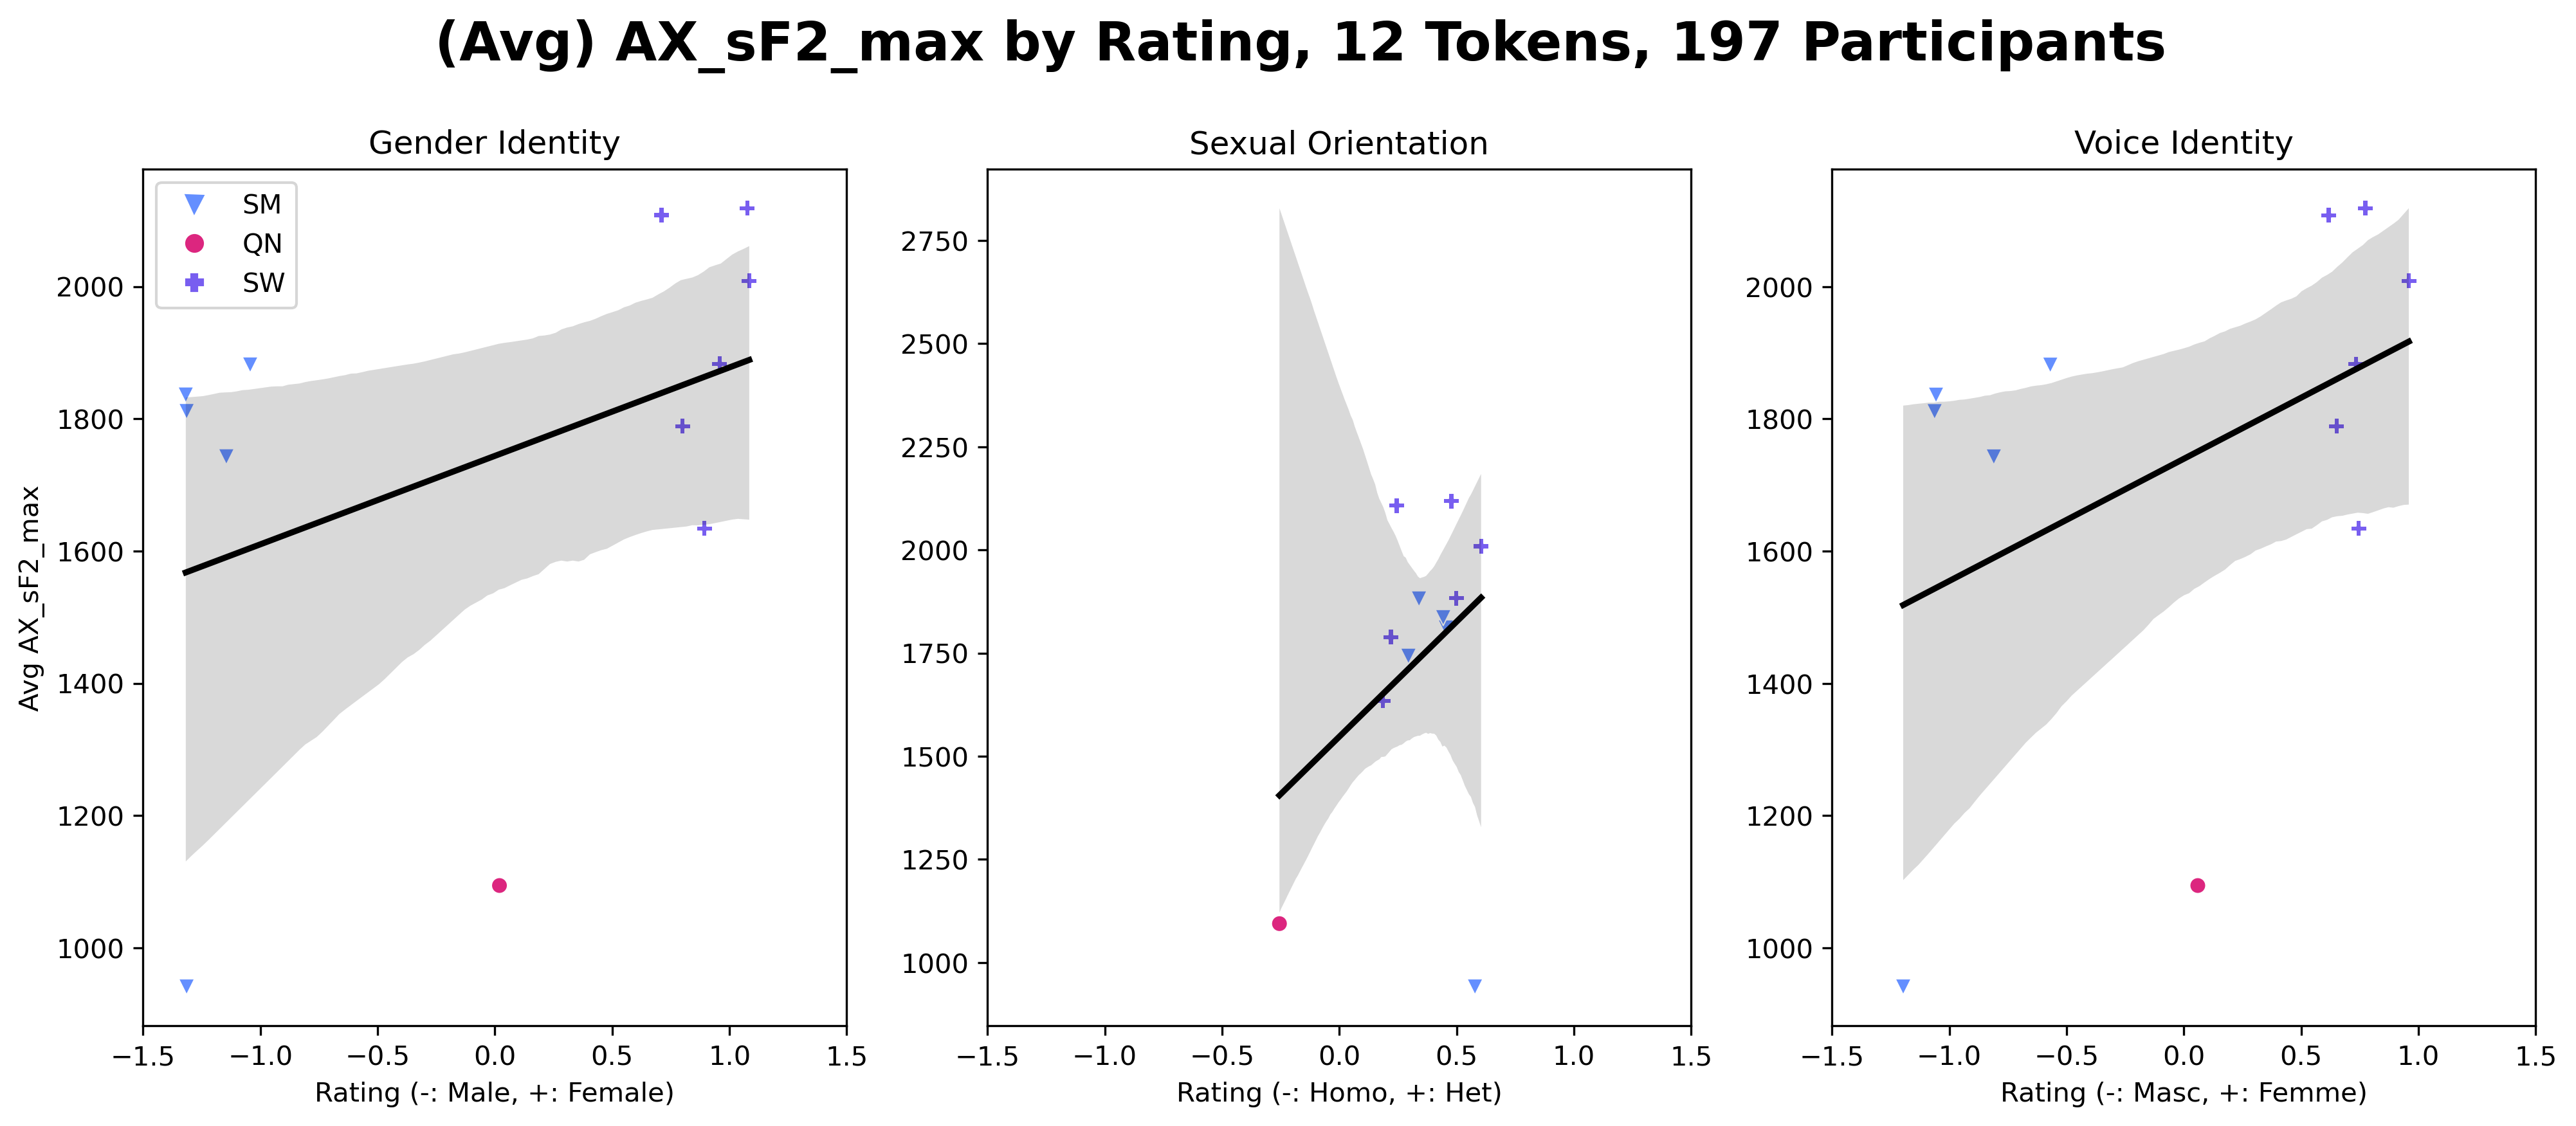 (Avg) AX_sF2_max by Rating, 12 Tokens, 197 Participants
Gender Identity
SM
QN
SW
2000
1800
1600
1400
1200
1000
Avg AX_sF2_max
−1.5 −1.0 −0.5 0.0 0.5 1.0 1.5
Rating (-: Male, +: Female)
Sexual Orientation
2750
2500
2250
2000
1750
1500
1250
1000
−1.5 −1.0 −0.5 0.0 0.5 1.0 1.5
Rating (-: Homo, +: Het)
Voice Identity
2000
1800
1600
1400
1200
1000
−1.5 −1.0 −0.5 0.0 0.5 1.0 1.5
Rating (-: Masc, +: Femme)